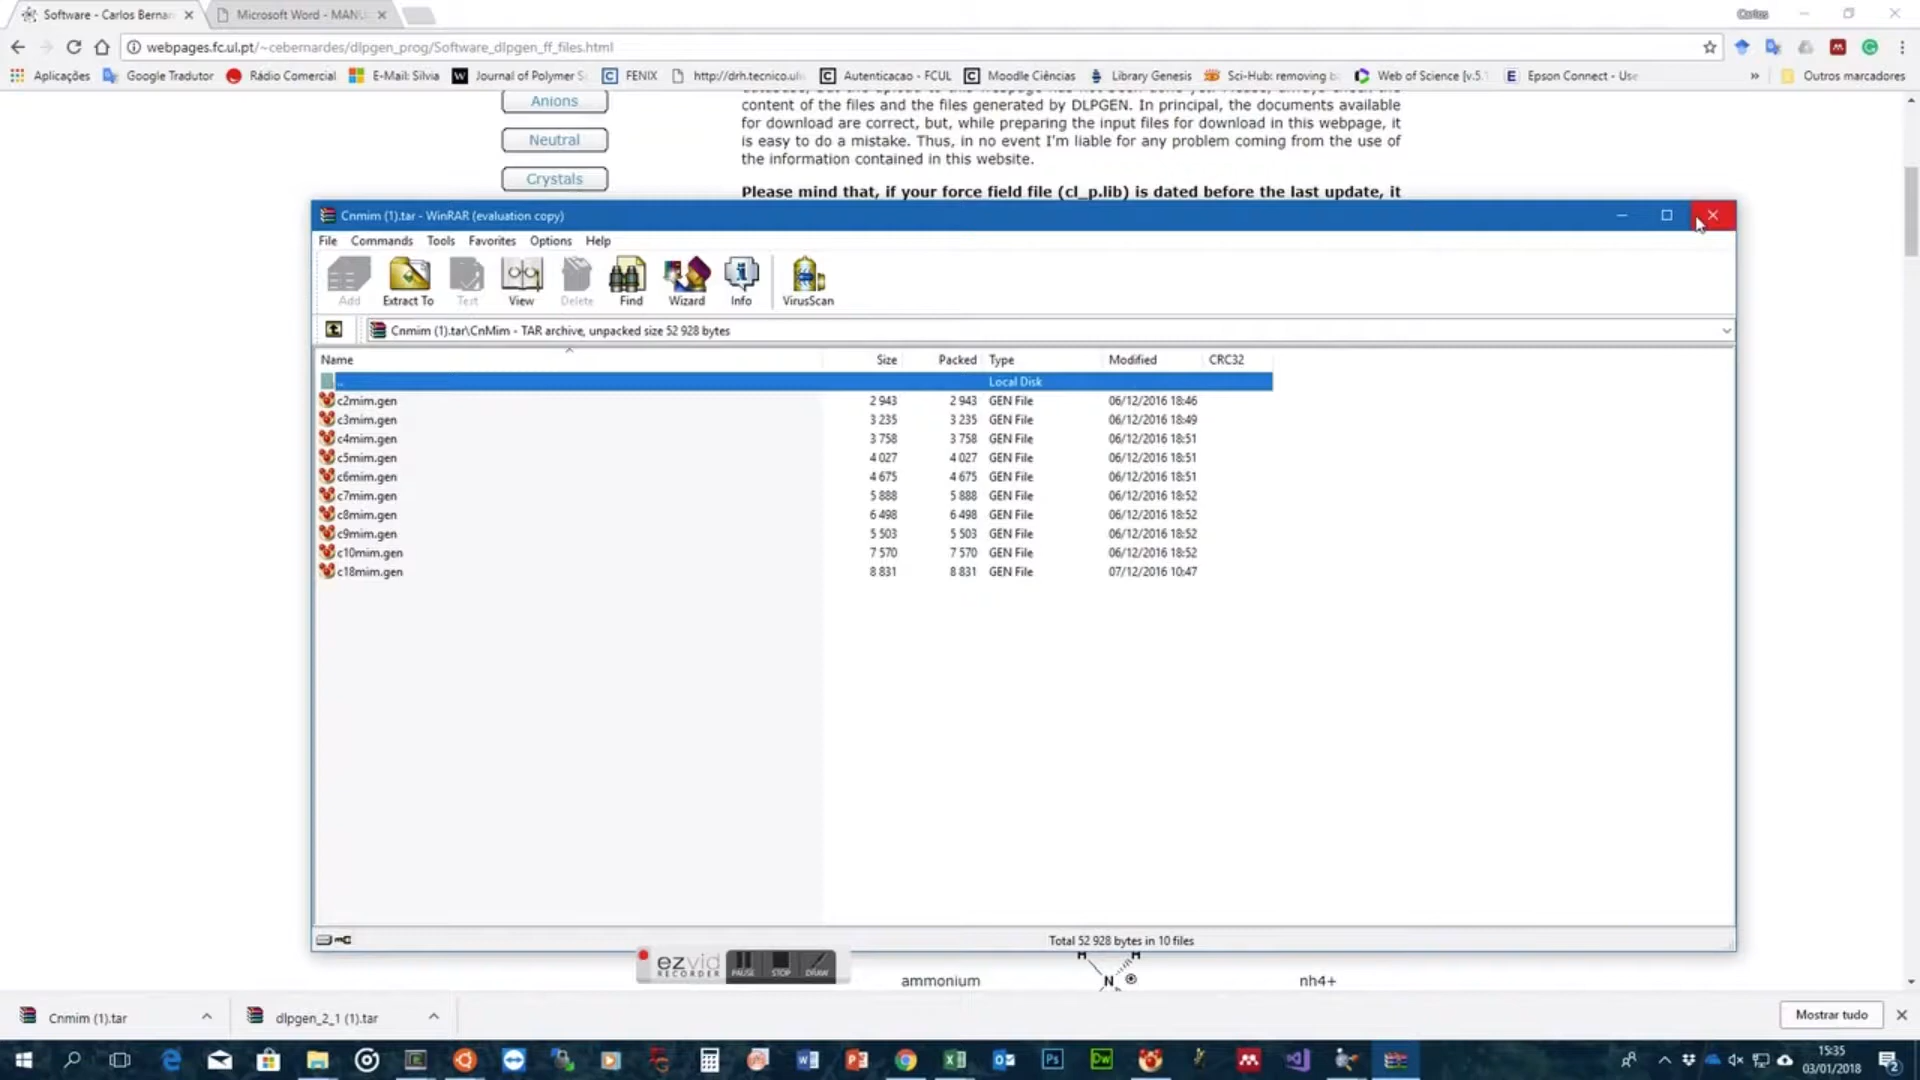 Software - Carlos Bernar
Microsoft Word - MANU
Carlos
webpages.fc.ul.pt/~cebernardes/dlpgen_prog/Software_dlpgen_ff_files.html
Aplicações
Google Tradutor
Rádio Comercial
E-Mail: Silvia
Journal of Polymer S
FENIX
http://drh.tecnico.ul
Autenticacao - FCUL
Moodle Ciências
Library Genesis
Sci-Hub: removing b
Web of Science [v.5.
Epson Connect - Use
»
Outros marcadores
Anions
Neutral
Crystals
content of the files and the files generated by DLPGEN. In principal, the documents available
for download are correct, but, while preparing the input files for download in this webpage, it
is easy to do a mistake. Thus, in no event I'm liable for any problem coming from the use of
the information contained in this website.
Please mind that, if your force field file (cl_p.lib) is dated before the last update, it
Cnmim (1).tar - WinRAR (evaluation copy)
File Commands Tools Favorites Options Help
Add Extract To Test View Delete Find Wizard Info VirusScan
Cnmim (1).tar\CnMim - TAR archive, unpacked size 52 928 bytes
Name Size Packed Type Modified CRC32
.. Local Disk
c2mim.gen 2 943 2 943 GEN File 06/12/2016 18:46
c3mim.gen 3 235 3 235 GEN File 06/12/2016 18:49
c4mim.gen 3 758 3 758 GEN File 06/12/2016 18:51
c5mim.gen 4 027 4 027 GEN File 06/12/2016 18:51
c6mim.gen 4 675 4 675 GEN File 06/12/2016 18:51
c7mim.gen 5 888 5 888 GEN File 06/12/2016 18:52
c8mim.gen 6 498 6 498 GEN File 06/12/2016 18:52
c9mim.gen 5 503 5 503 GEN File 06/12/2016 18:52
c10mim.gen 7 570 7 570 GEN File 06/12/2016 18:52
c18mim.gen 8 831 8 831 GEN File 07/12/2016 10:47
Total 52 928 bytes in 10 files
ezvid
RECORDER
PAUSE STOP DRAW
H H
ammonium N nh4+
Cnmim (1).tar
dlpgen_2_1 (1).tar
Mostrar tudo
15:35
03/01/2018
2